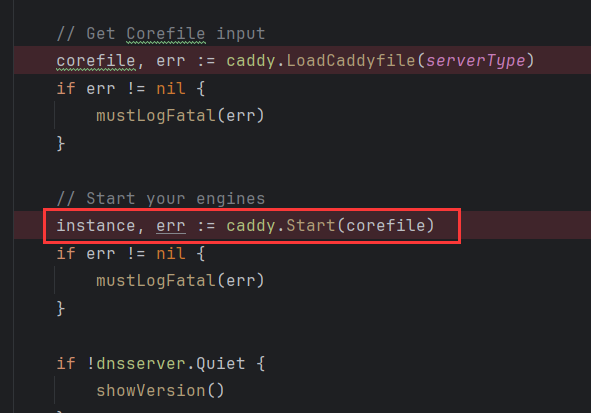 // Get Corefile input
corefile, err := caddy.LoadCaddyfile(serverType)
if err != nil {
mustLogFatal(err)
}
// Start your engines
instance, err := caddy.Start(corefile)
if err != nil {
mustLogFatal(err)
}
if !dnsserver.Quiet {
showVersion()
}